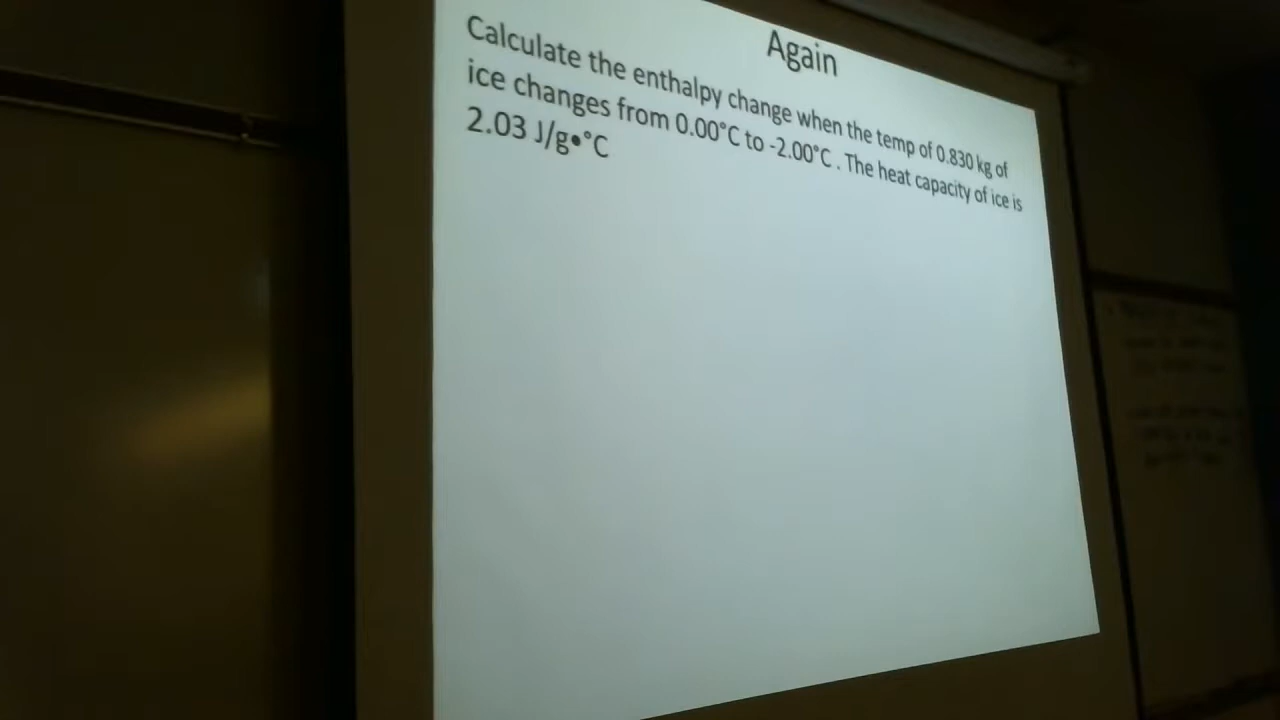 Again
Calculate the enthalpy change when the temp of 0.830 kg of
ice changes from 0.00°C to -2.00°C . The heat capacity of ice is
2.03 J/g•°C